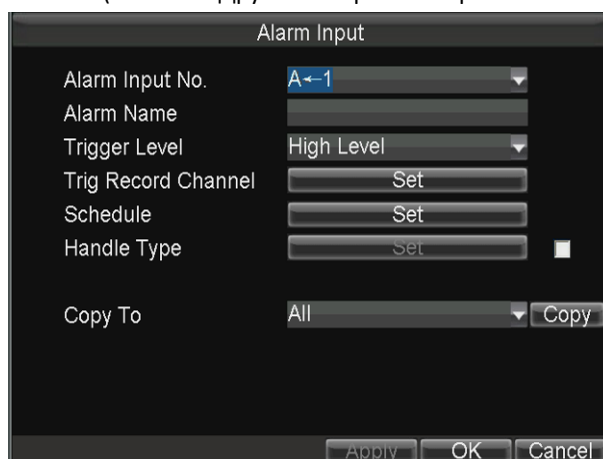 Alarm Input
Alarm Input No. A←1
Alarm Name
Trigger Level High Level
Trig Record Channel Set
Schedule Set
Handle Type Set
Copy To All Copy
Apply OK Cancel